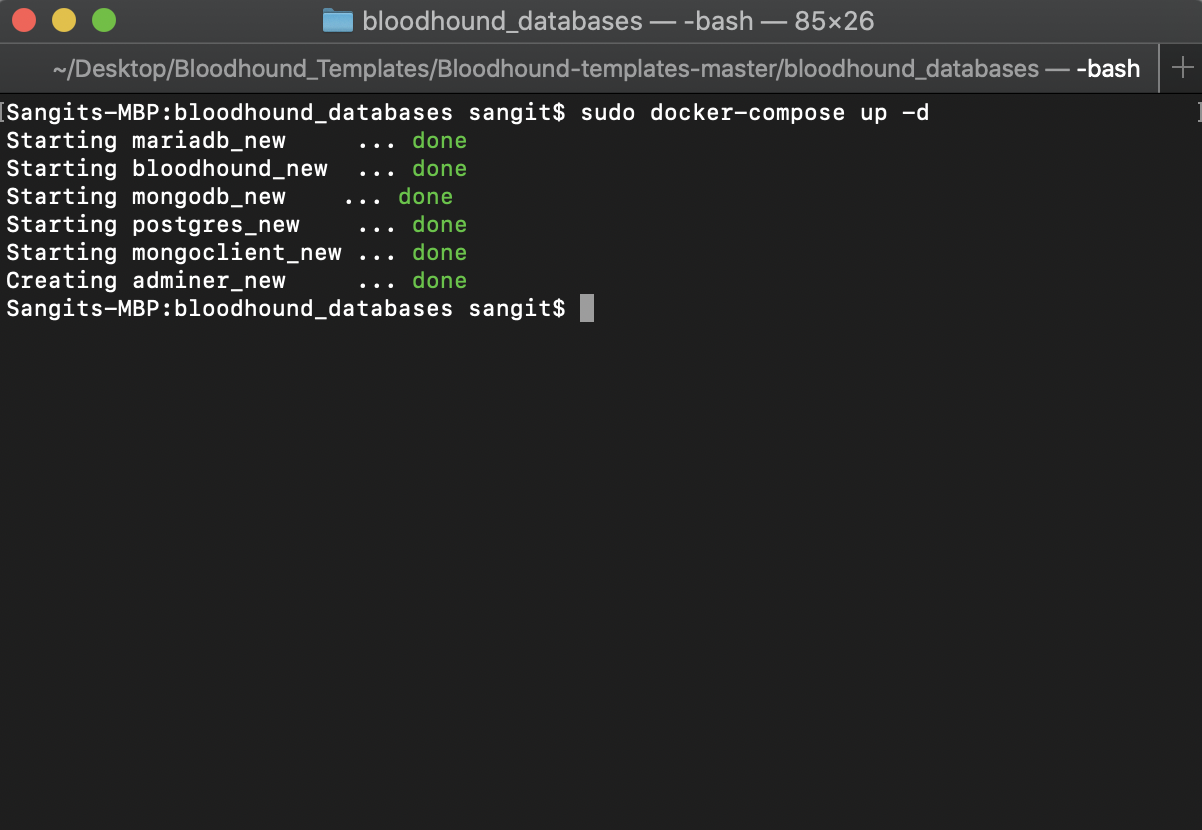 bloodhound_databases — -bash — 85×26
~/Desktop/Bloodhound_Templates/Bloodhound-templates-master/bloodhound_databases — -bash +
[Sangits-MBP:bloodhound_databases sangit$ sudo docker-compose up -d ]
Starting mariadb_new     ... done
Starting bloodhound_new  ... done
Starting mongodb_new    ... done
Starting postgres_new    ... done
Starting mongoclient_new ... done
Creating adminer_new     ... done
Sangits-MBP:bloodhound_databases sangit$